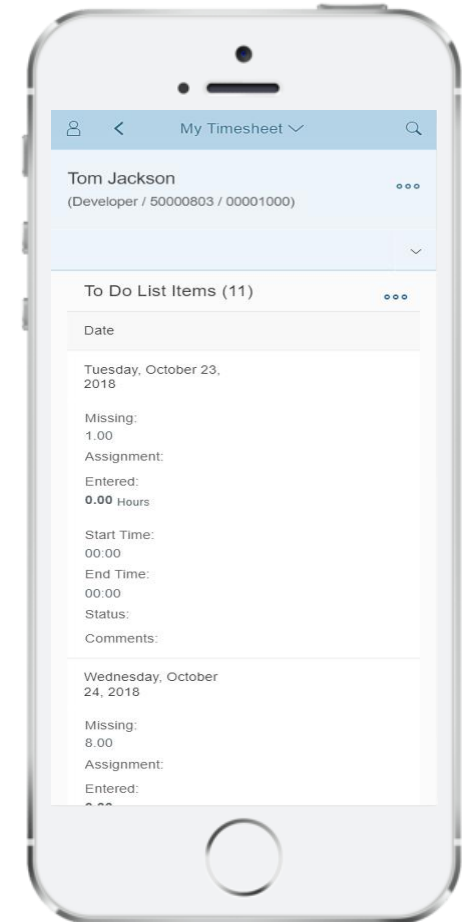 My Timesheet
Tom Jackson
(Developer / 50000803 / 00001000)
To Do List Items (11)
Date
Tuesday, October 23,
2018
Missing:
1.00
Assignment:
Entered:
0.00 Hours
Start Time:
00:00
End Time:
00:00
Status:
Comments:
Wednesday, October
24, 2018
Missing:
8.00
Assignment:
Entered: